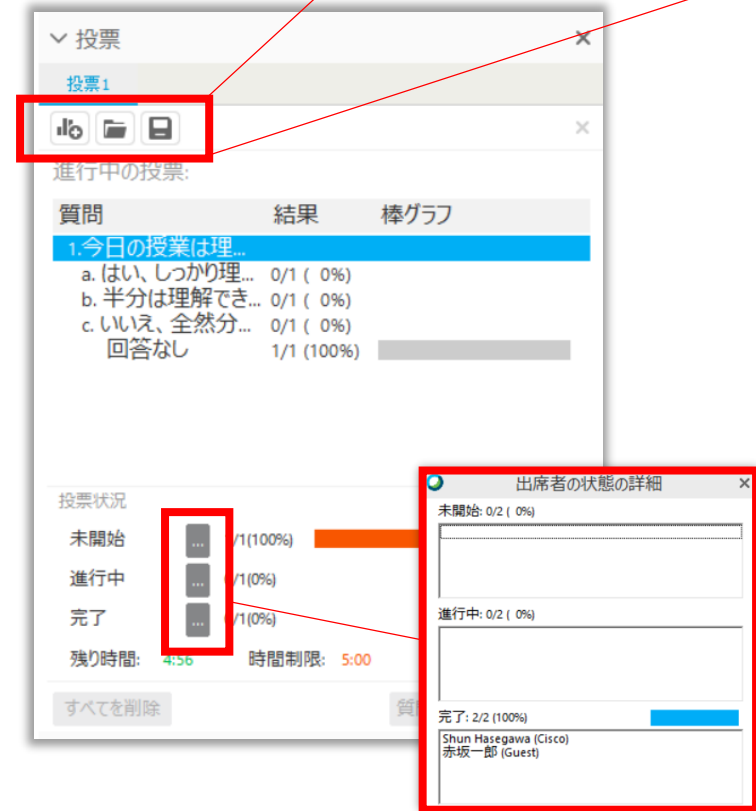 投票
投票1
進行中の投票:
質問 結果 棒グラフ
1.今日の授業は理...
a. はい、しっかり理... 0/1 ( 0%)
b. 半分は理解でき... 0/1 ( 0%)
c. いいえ、全然分... 0/1 ( 0%)
回答なし 1/1 (100%)
投票状況
未開始 ... /1(100%)
進行中 ... /1(0%)
完了 ... /1(0%)
残り時間: 4:56 時間制限: 5:00
すべてを削除
出席者の状態の詳細
未開始: 0/2 ( 0%)
進行中: 0/2 ( 0%)
完了: 2/2 (100%)
Shun Hasegawa (Cisco)
赤坂一郎 (Guest)